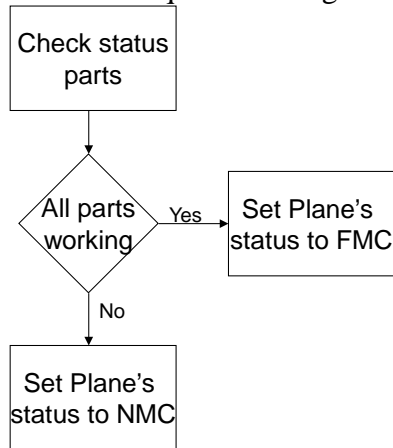 Check status
parts
All parts
working
Yes
Set Plane's
status to FMC
No
Set Plane's
status to NMC